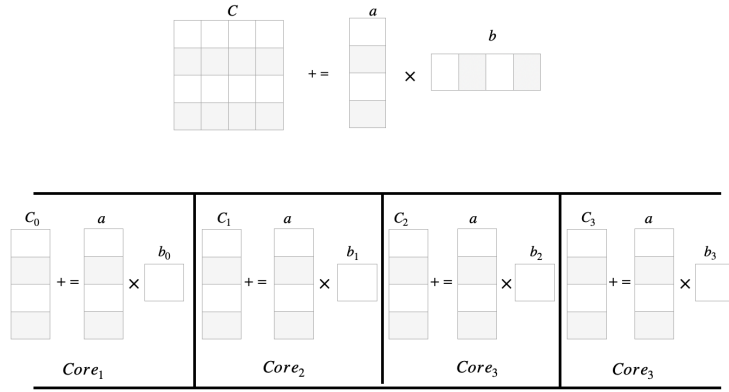 C += a × b
C₀ += a × b₀
Core₁
C₁ += a × b₁
Core₂
C₂ += a × b₂
Core₃
C₃ += a × b₃
Core₃